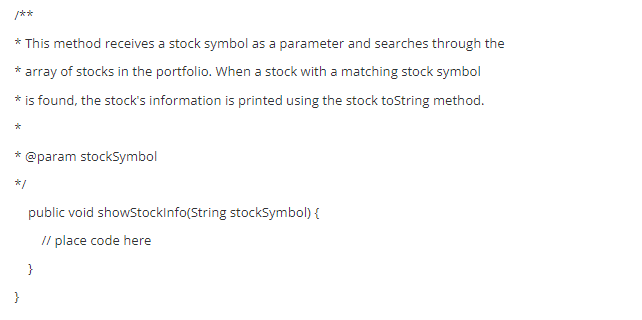 /**
* This method receives a stock symbol as a parameter and searches through the
* array of stocks in the portfolio. When a stock with a matching stock symbol
* is found, the stock's information is printed using the stock toString method.
*
* @param stockSymbol
*/
public void showStockInfo(String stockSymbol) {
// place code here
}
}